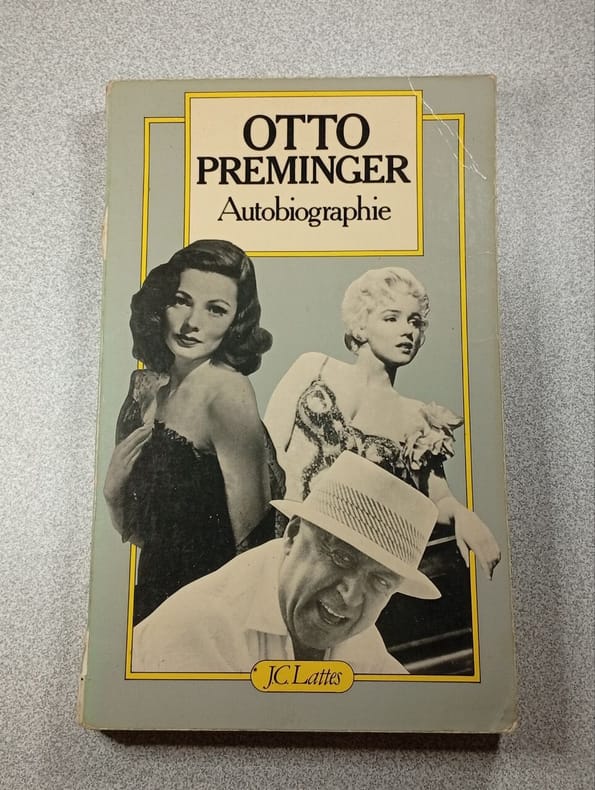 OTTO
PREMINGER
Autobiographie
J.C. Lattès